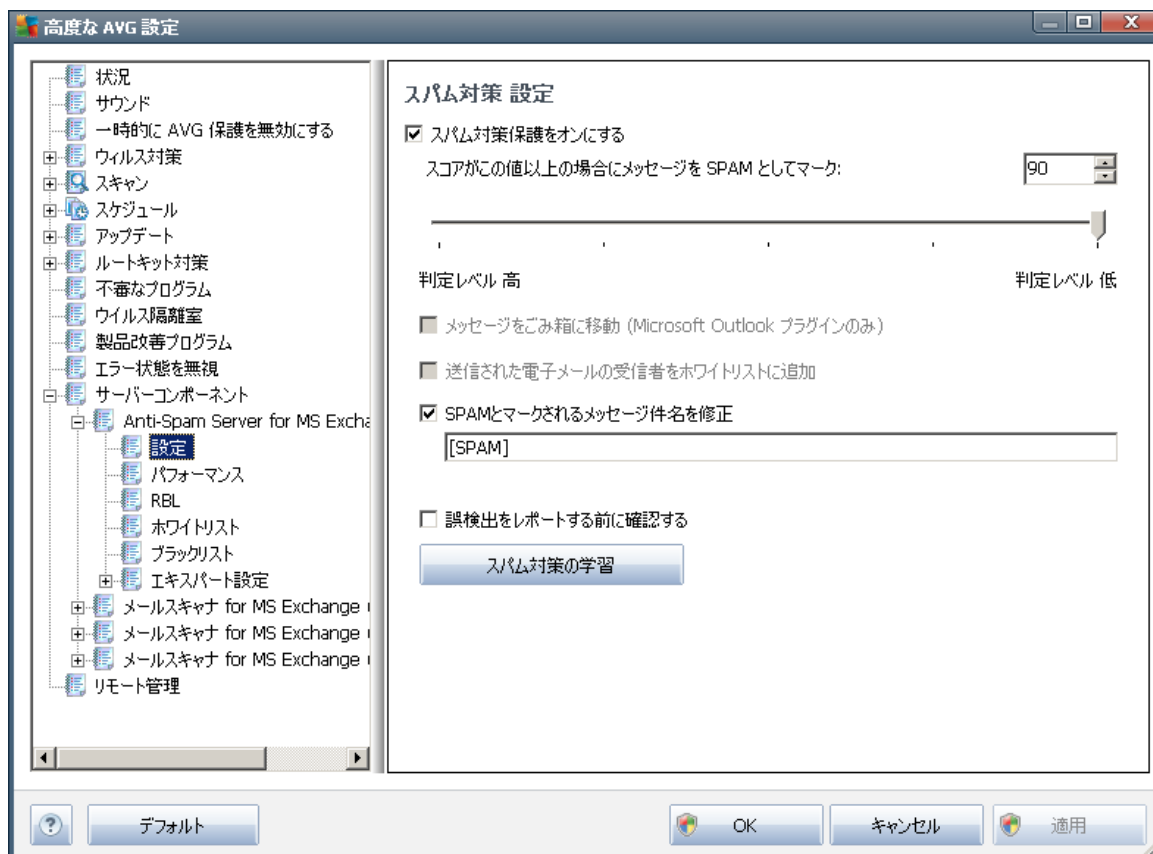 高度な AVG 設定
状況
サウンド
一時的に AVG 保護を無効にする
ウィルス対策
スキャン
スケジュール
アップデート
ルートキット対策
不審なプログラム
ウイルス隔離室
製品改善プログラム
エラー状態を無視
サーバーコンポーネント
Anti-Spam Server for MS Excha
設定
パフォーマンス
RBL
ホワイトリスト
ブラックリスト
エキスパート設定
メールスキャナ for MS Exchange (
メールスキャナ for MS Exchange (
メールスキャナ for MS Exchange (
リモート管理
スパム対策 設定
スパム対策保護をオンにする
スコアがこの値以上の場合にメッセージを SPAM としてマーク: 90
判定レベル 高 判定レベル 低
メッセージをごみ箱に移動 (Microsoft Outlook プラグインのみ)
送信された電子メールの受信者をホワイトリストに追加
SPAMとマークされるメッセージ件名を修正
[SPAM]
誤検出をレポートする前に確認する
スパム対策の学習
? デフォルト OK キャンセル 適用